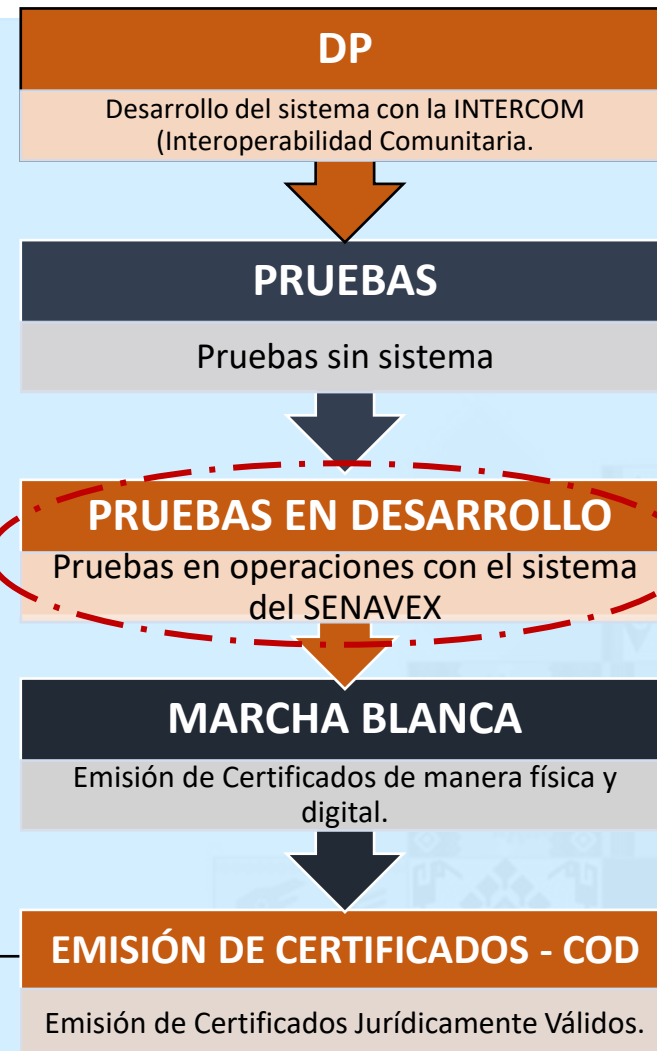 DP
Desarrollo del sistema con la INTERCOM
(Interoperabilidad Comunitaria.
PRUEBAS
Pruebas sin sistema
PRUEBAS EN DESARROLLO
Pruebas en operaciones con el sistema
del SENAVEX
MARCHA BLANCA
Emisión de Certificados de manera física y
digital.
EMISIÓN DE CERTIFICADOS - COD
Emisión de Certificados Jurídicamente Válidos.